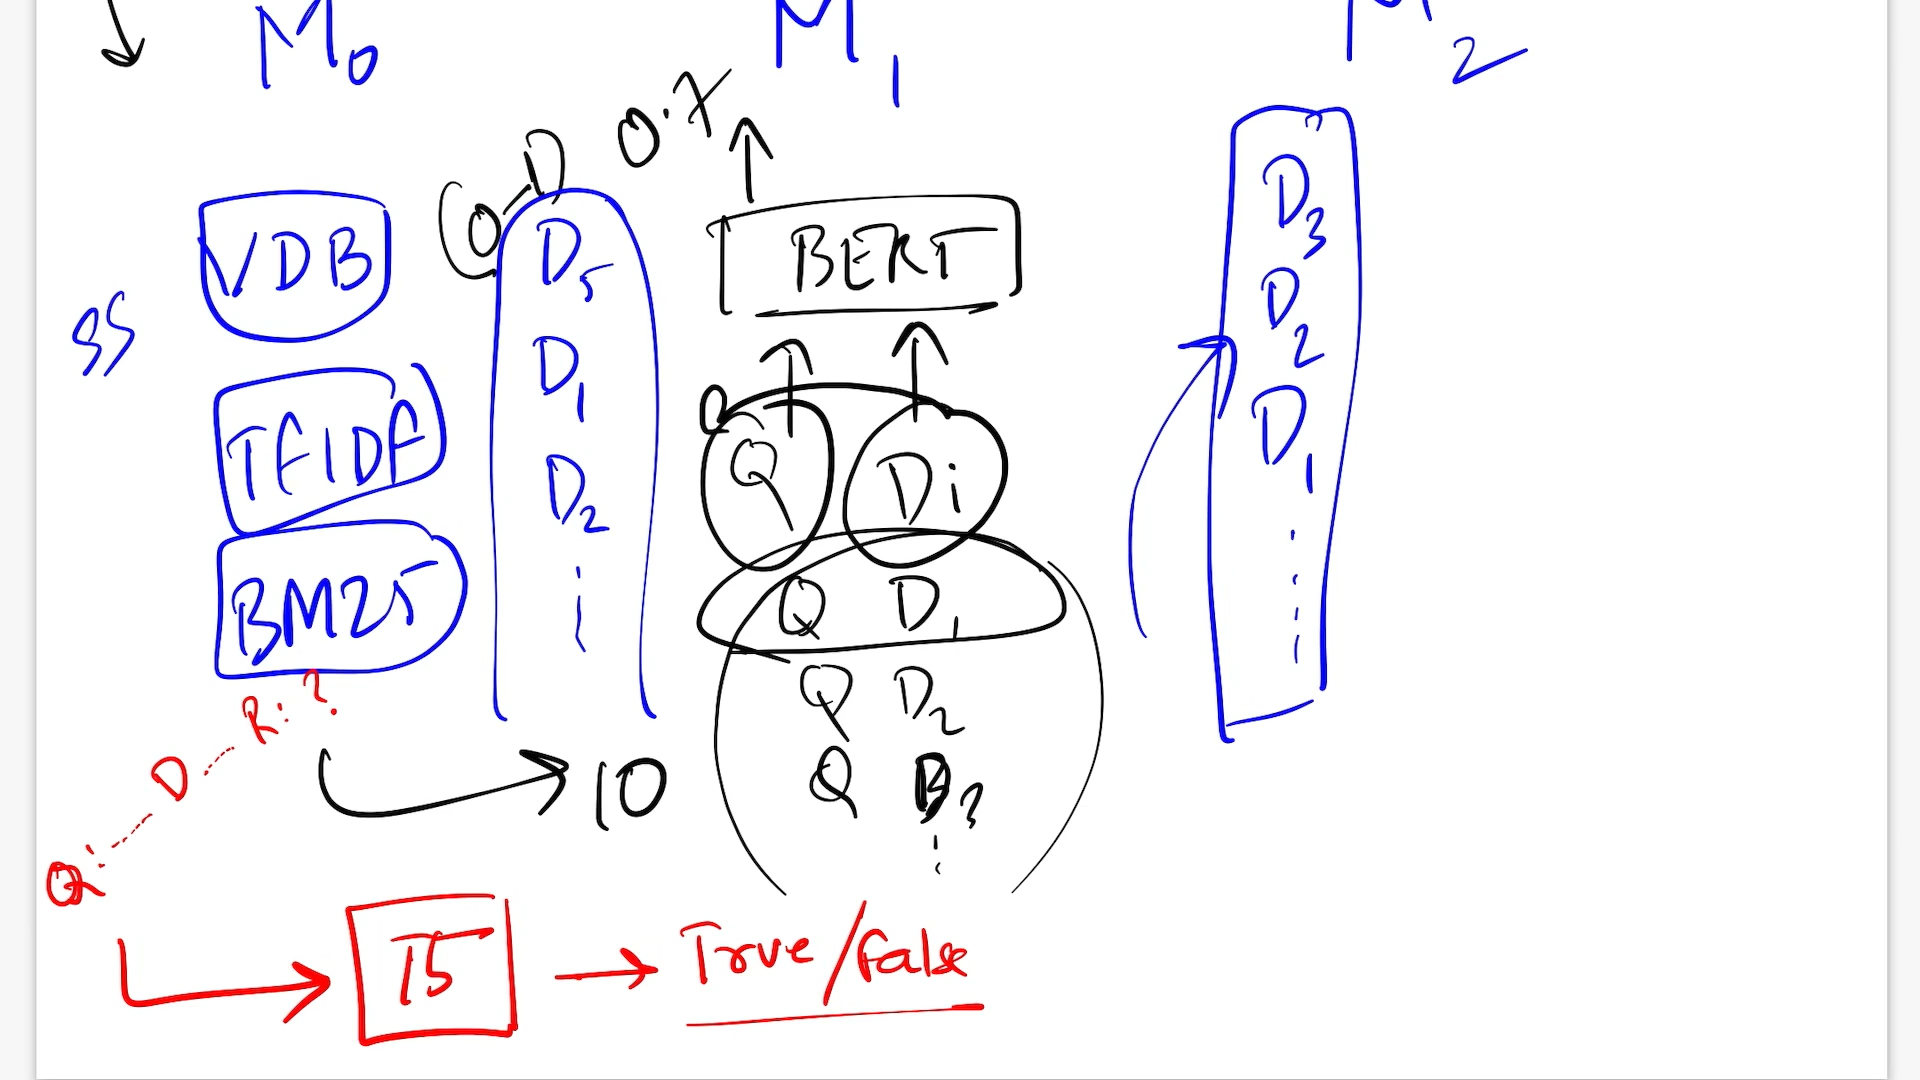 M0
M1
M2
0.7
Q-D
VDB
SS
TFIDF
BM25
D5
D1
D2
BERT
Q Di
Q D1
Q D2
Q D3
D3
D2
D1
10
Q: D R: ?
T5 → True/False